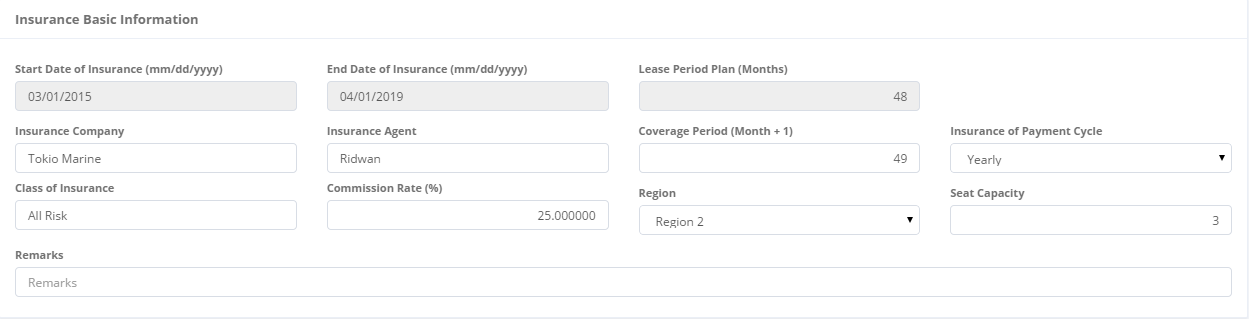 Insurance Basic Information
Start Date of Insurance (mm/dd/yyyy) End Date of Insurance (mm/dd/yyyy) Lease Period Plan (Months)
03/01/2015 04/01/2019 48
Insurance Company Insurance Agent Coverage Period (Month + 1) Insurance of Payment Cycle
Tokio Marine Ridwan 49 Yearly
Class of Insurance Commission Rate (%) Region Seat Capacity
All Risk 25.000000 Region 2 3
Remarks
Remarks